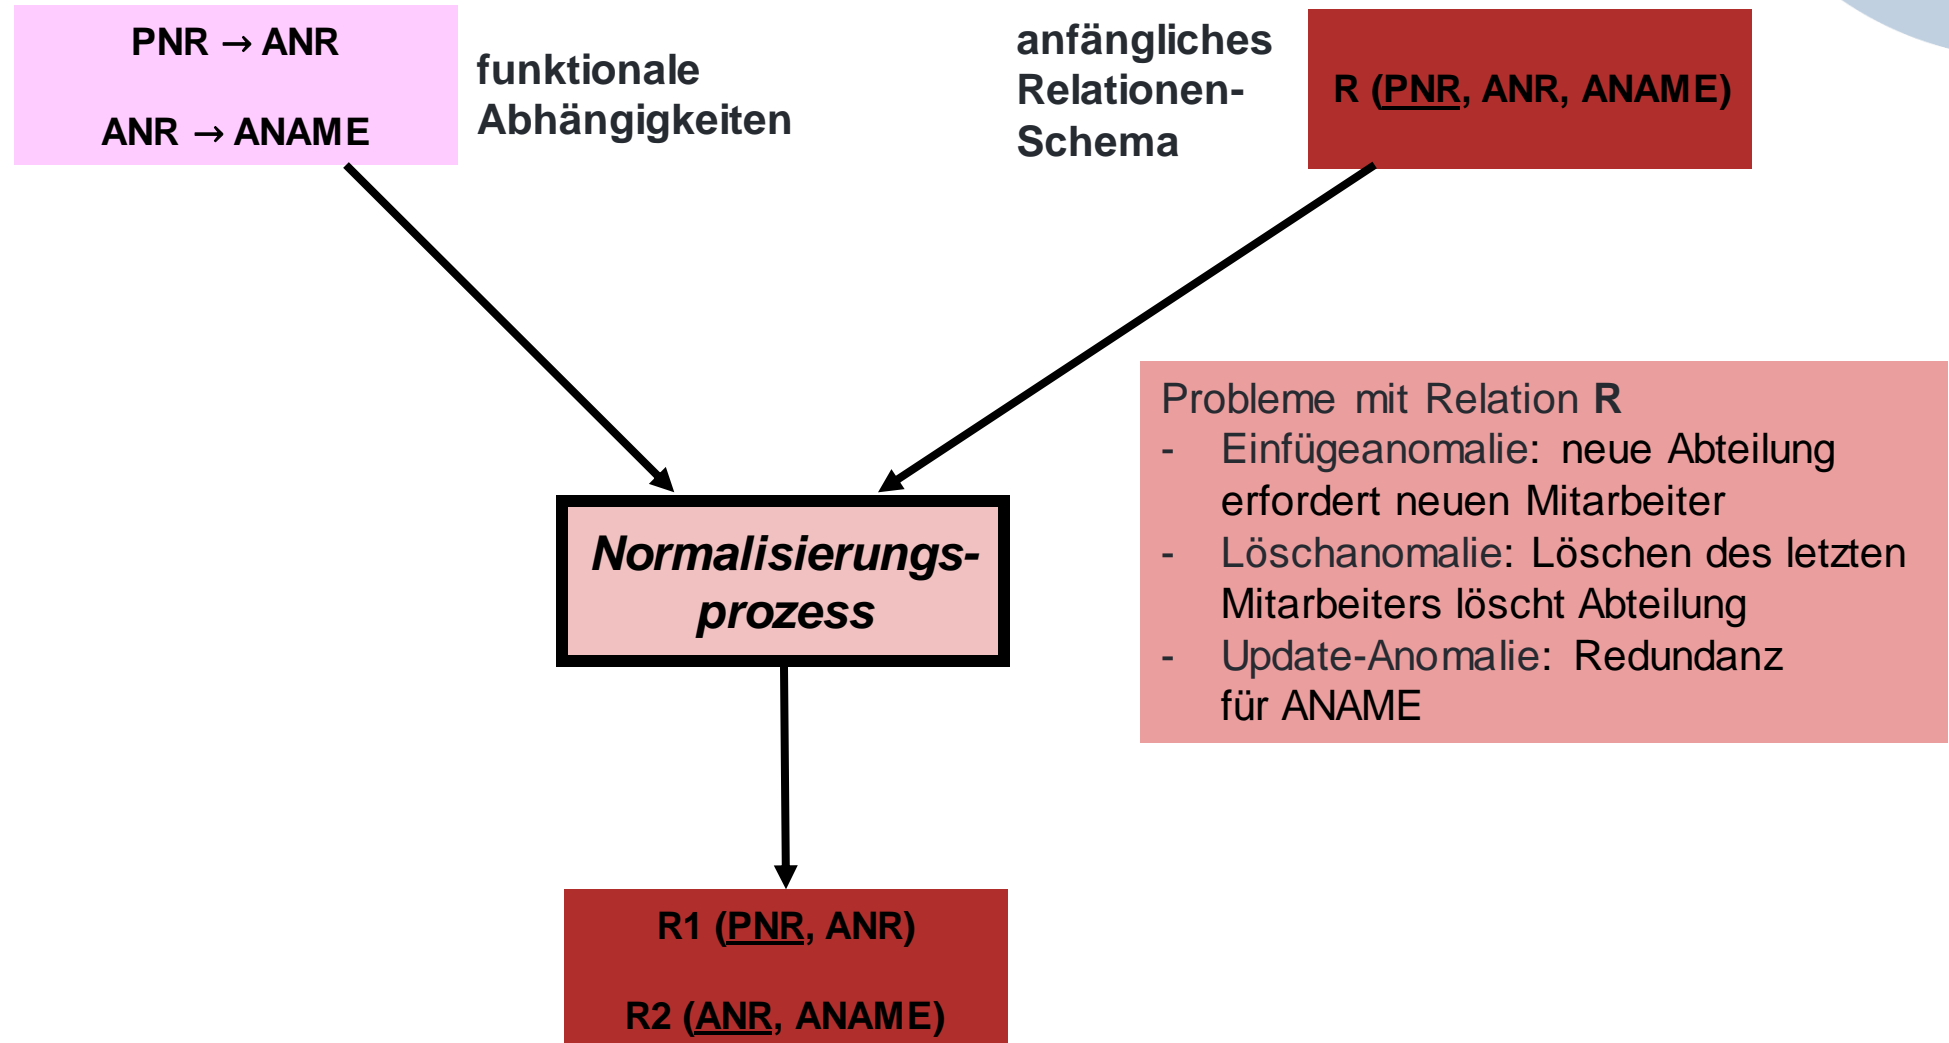 PNR → ANR
ANR → ANAME
funktionale
Abhängigkeiten
anfängliches
Relationen-
Schema
R (PNR, ANR, ANAME)
Normalisierungs-
prozess
Probleme mit Relation R
- Einfügeanomalie: neue Abteilung
erfordert neuen Mitarbeiter
- Löschanomalie: Löschen des letzten
Mitarbeiters löscht Abteilung
- Update-Anomalie: Redundanz
für ANAME
R1 (PNR, ANR)
R2 (ANR, ANAME)